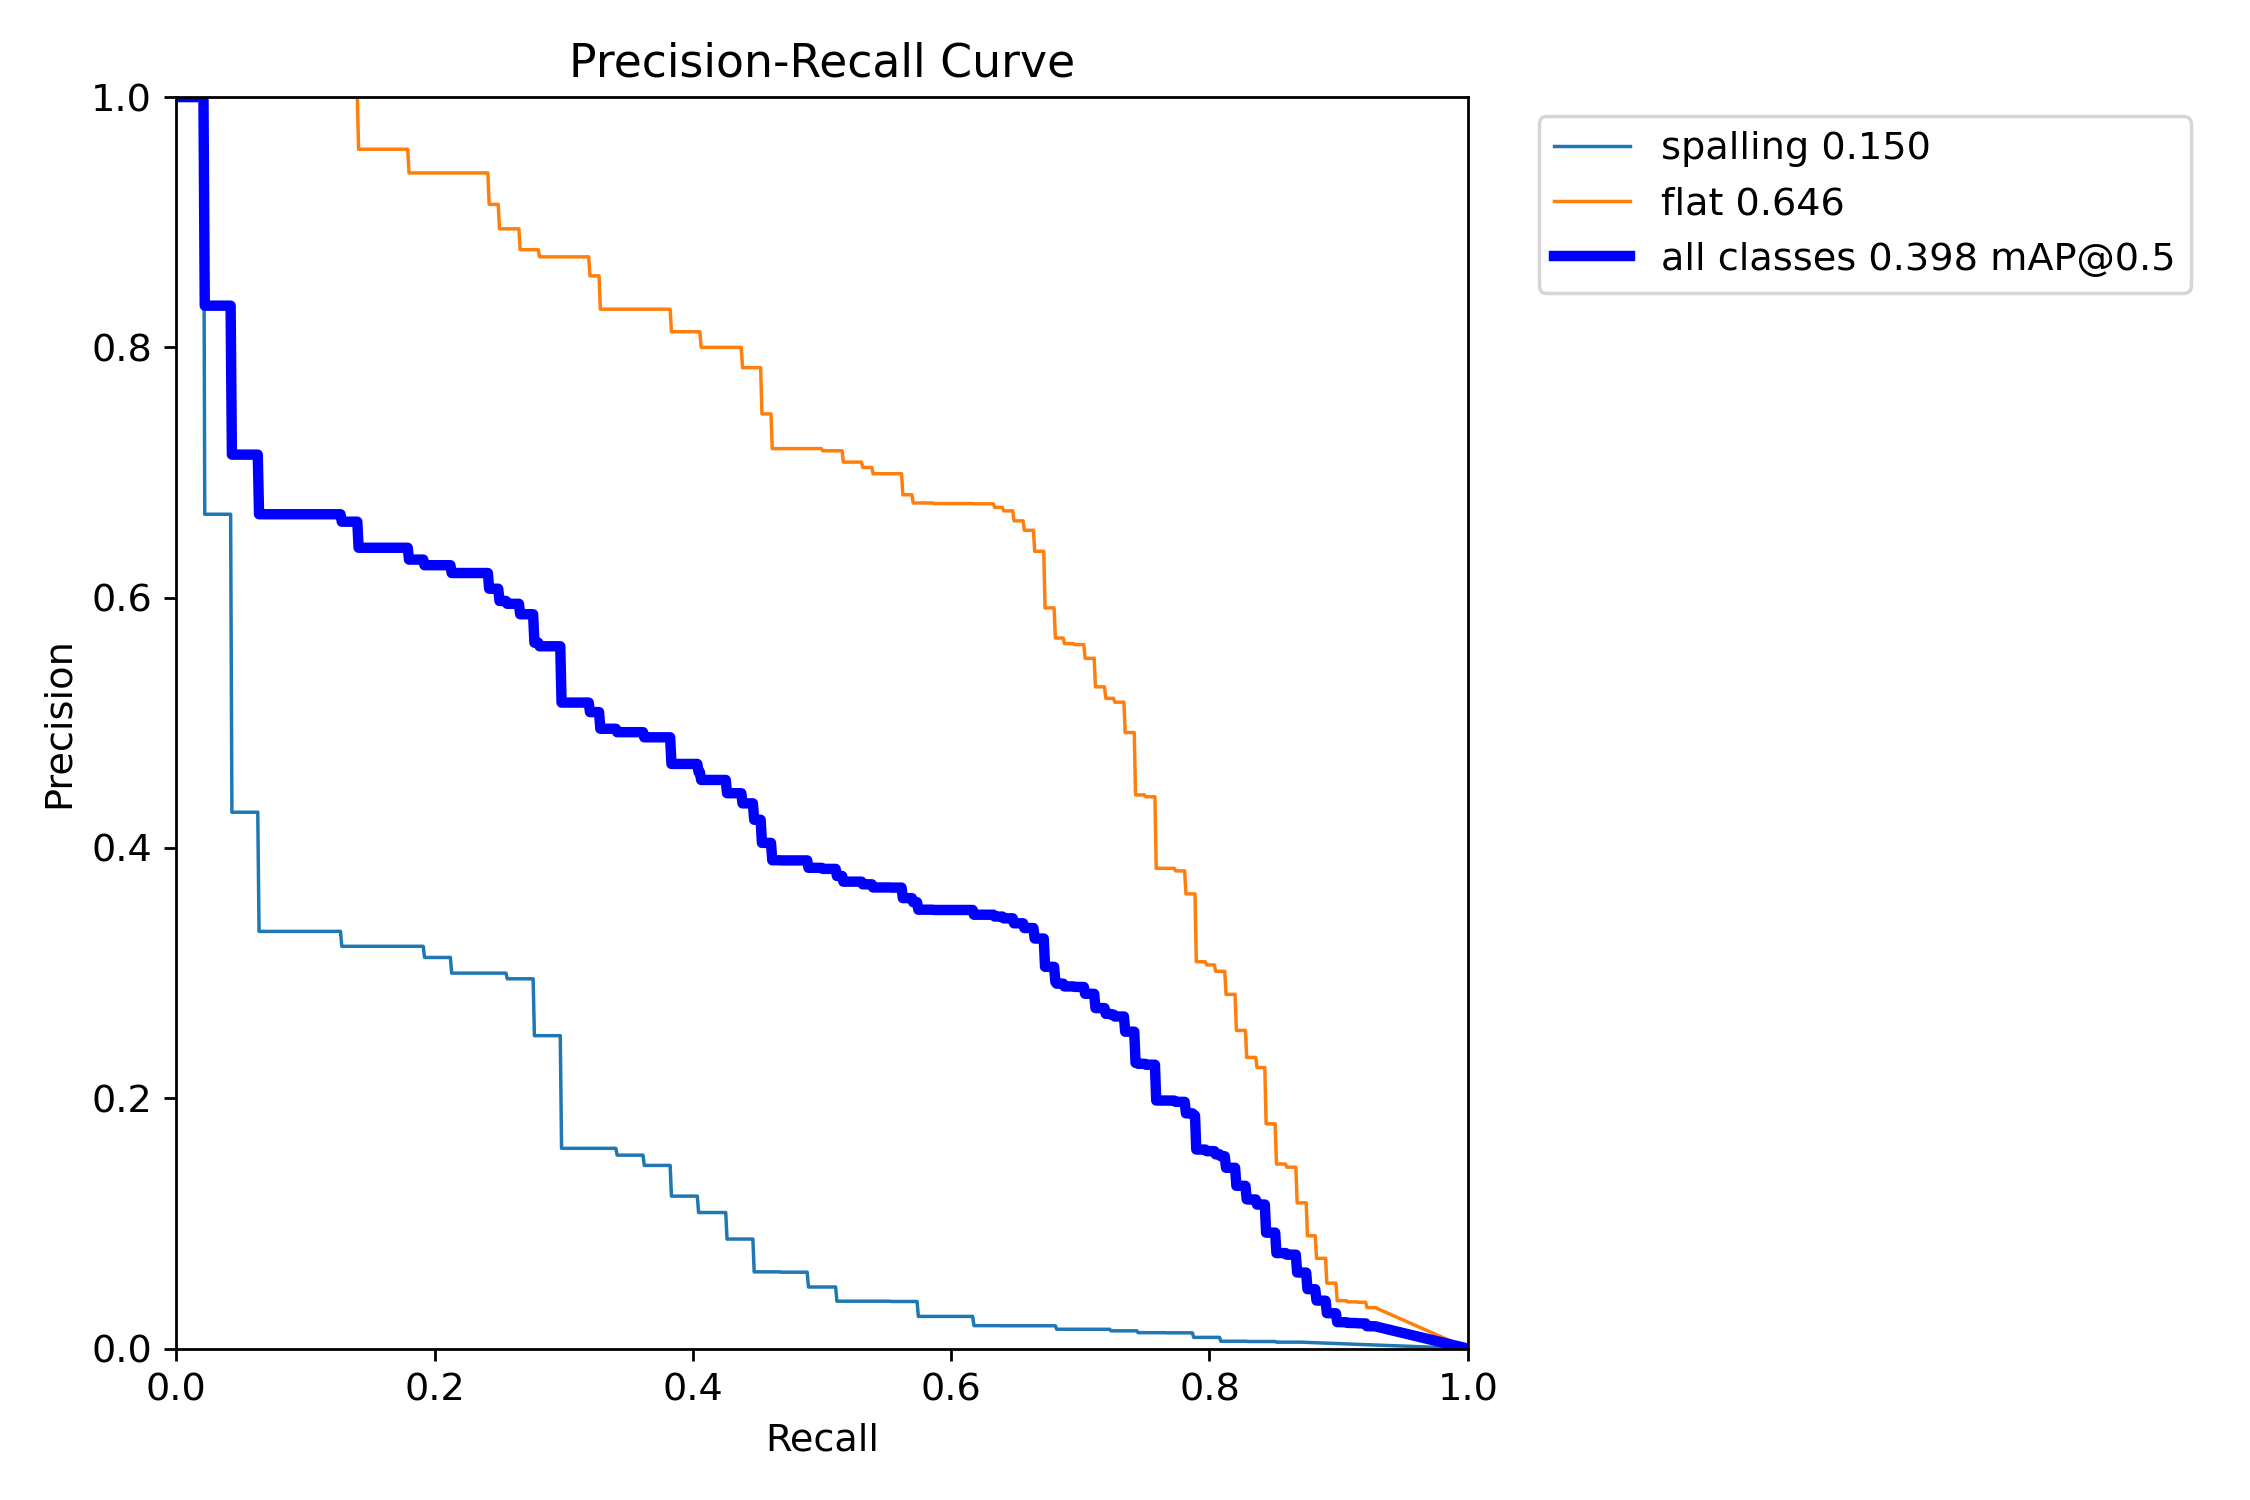 Precision-Recall Curve
1.0
0.8
0.6
0.4
0.2
0.0
Precision
0.0 0.2 0.4 0.6 0.8 1.0
Recall
spalling 0.150
flat 0.646
all classes 0.398 mAP@0.5